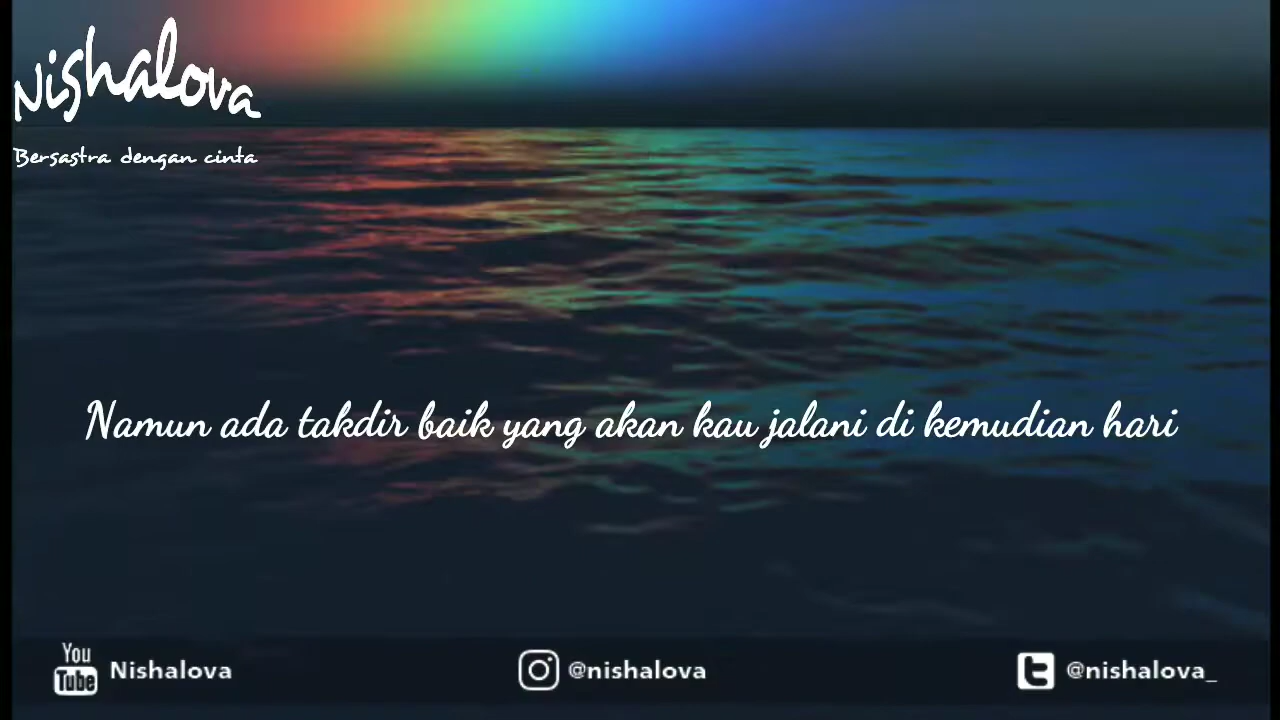 Nishalova
Bersastra dengan cinta
Namun ada takdir baik yang akan kau jalani di kemudian hari
You Tube Nishalova
@nishalova
@nishalova_